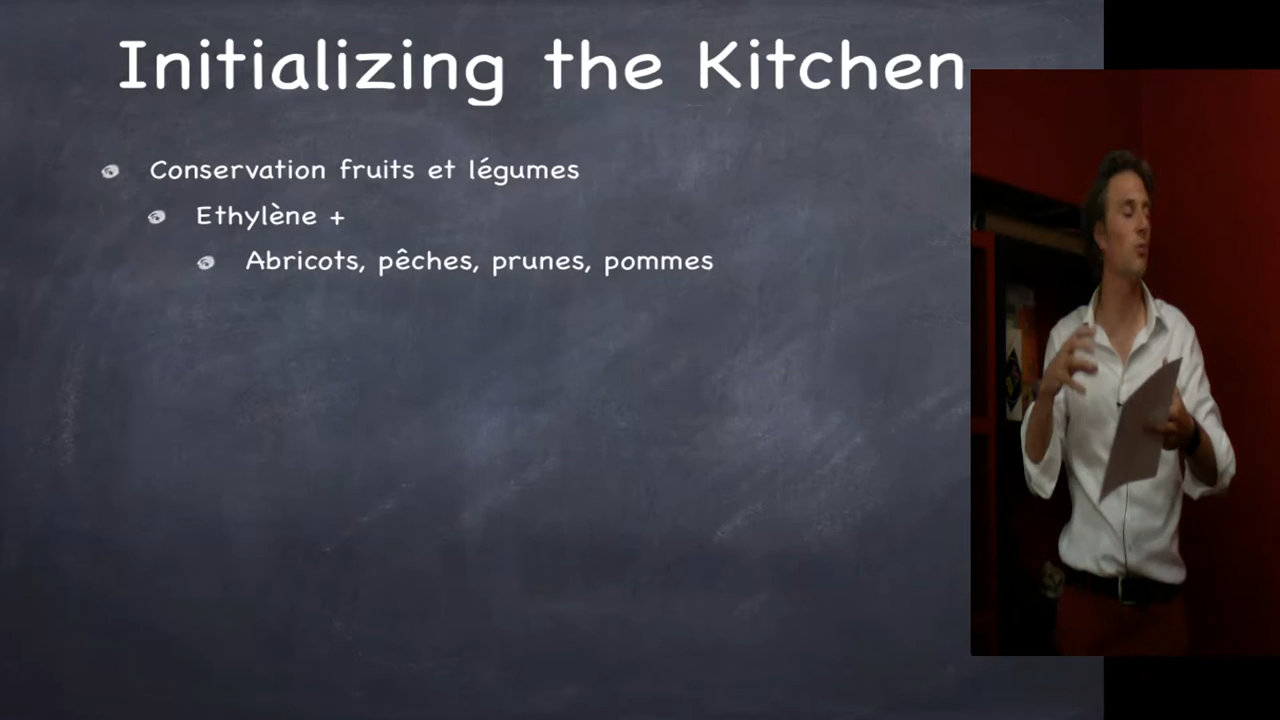 Initializing the Kitchen
Conservation fruits et légumes
Ethylène +
Abricots, pêches, prunes, pommes